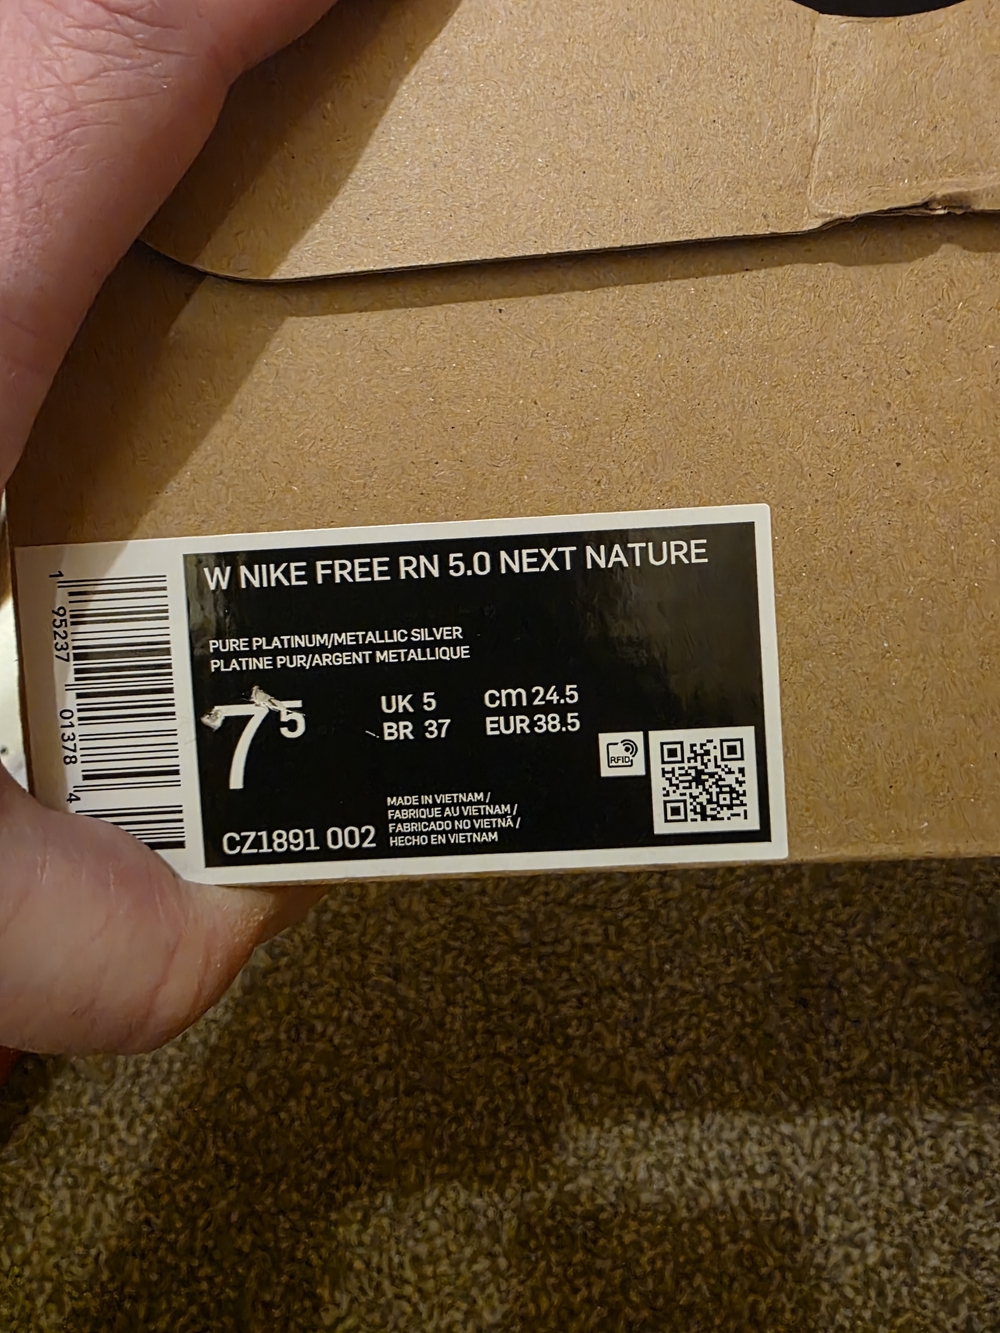 W NIKE FREE RN 5.0 NEXT NATURE
PURE PLATINUM/METALLIC SILVER
PLATINE PUR/ARGENT METALLIQUE
7 5
UK 5
cm 24.5
BR 37
EUR 38.5
RFID
MADE IN VIETNAM /
FABRIQUE AU VIETNAM /
FABRICADO NO VIETNÃ /
HECHO EN VIETNAM
CZ1891 002
1 95237 01378 4